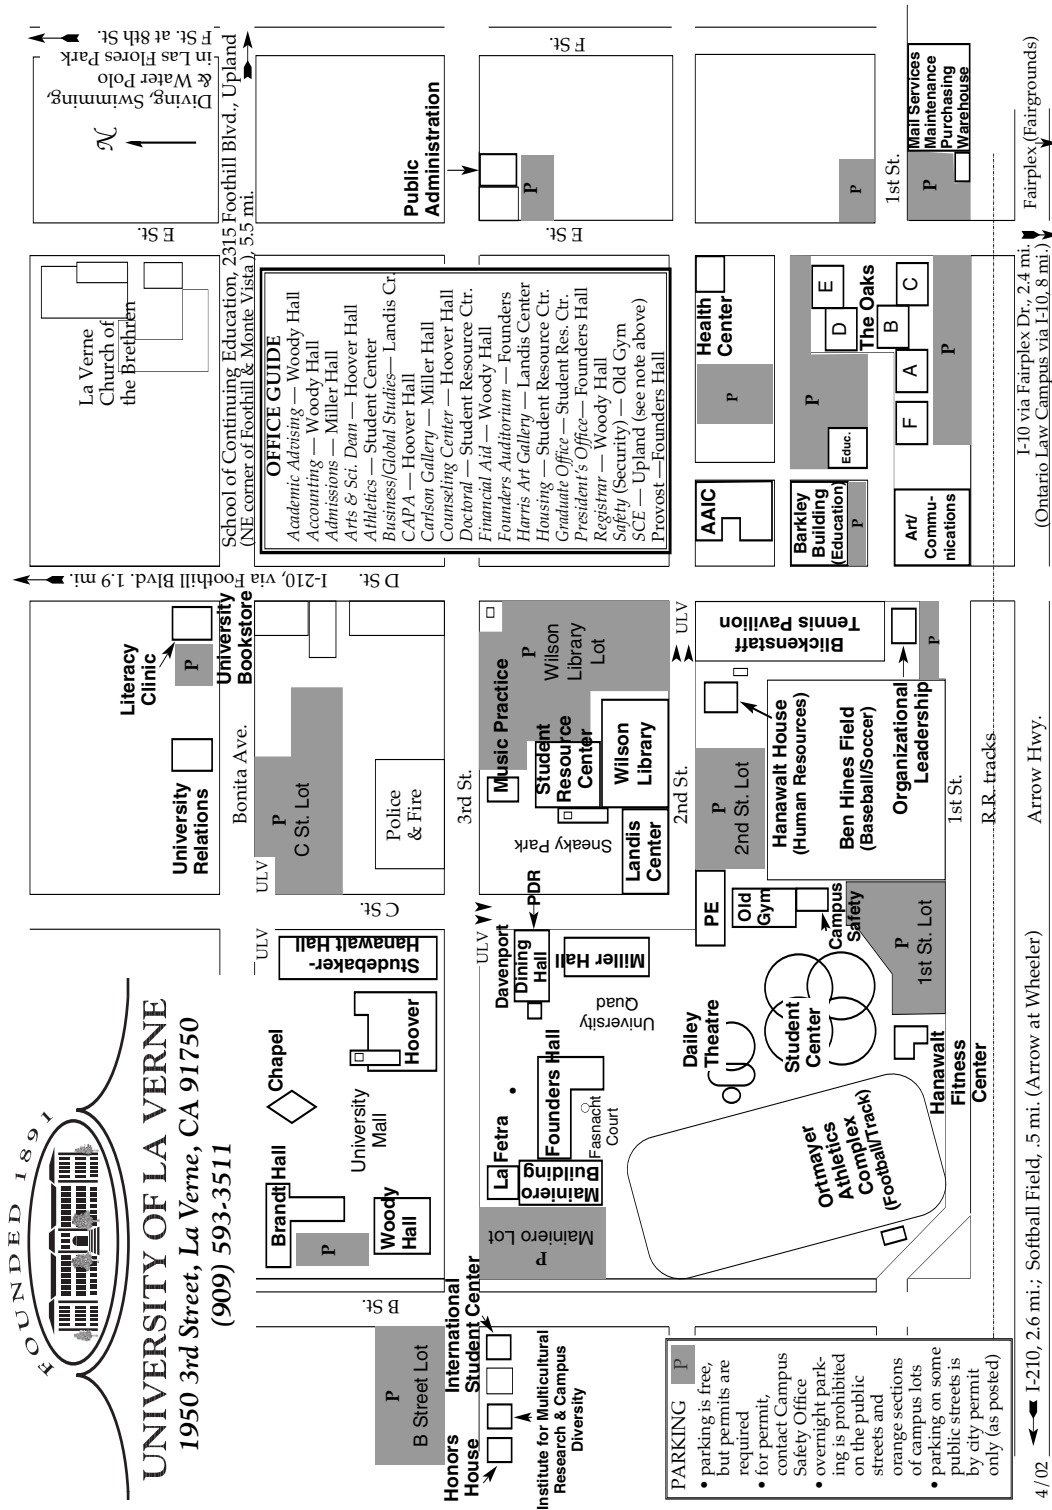 FOUNDED 1891
UNIVERSITY OF LA VERNE
1950 3rd Street, La Verne, CA 91750
(909) 593-3511
University
Relations
Literacy
Clinic
P
University
Bookstore
La Verne
Church of
the Brethren
N
Diving, Swimming,
& Water Polo
in Las Flores Park
F St. at 8th St.
Bonita Ave.
E St.
School of Continuing Education, 2315 Foothill Blvd., Upland
(NE corner of Foothill & Monte Vista ), 5.5 mi.
I-210, via Foothill Blvd. 1.9 mi.
D St.
Brandt Hall
Chapel
P
Woody
Hall
University
Mall
Hoover
Studebaker-
Hanawalt Hall
ULV
ULV
P
C St. Lot
Police
& Fire
C St.
B St.
P
B Street Lot
OFFICE GUIDE
Academic Advising — Woody Hall
Accounting — Woody Hall
Admissions — Miller Hall
Arts & Sci. Dean — Hoover Hall
Athletics — Student Center
Business/Global Studies— Landis Cr.
CAPA — Hoover Hall
Carlson Gallery — Miller Hall
Counseling Center — Hoover Hall
Doctoral — Student Resource Ctr.
Financial Aid — Woody Hall
Founders Auditorium — Founders
Harris Art Gallery — Landis Center
Housing — Student Resource Ctr.
Graduate Office — Student Res. Ctr.
President's Office— Founders Hall
Registrar — Woody Hall
Safety (Security) — Old Gym
SCE — Upland (see note above)
Provost —Founders Hall
Public
Administration
P
E St.
F St.
3rd St.
Honors
House
International
Student Center
Institute for Multicultural
Research & Campus
Diversity
Mainiero Lot
P
La Fetra
Mainiero
Building
Founders Hall
Fasnacht
Court
Davenport
Dining
Hall
PDR
Miller Hall
University
Quad
ULV
Sneaky Park
Music Practice
Student
Resource
Center
Landis
Center
Wilson
Library
P
Wilson
Library
Lot
2nd St.
ULV
Dailey
Theatre
Student
Center
PE
Old
Gym
Campus
Safety
P
1st St. Lot
Hanawalt
Fitness
Center
Ortmayer
Athletics
Complex
(Football/Track)
P
2nd St. Lot
Hanawalt House
(Human Resources)
Ben Hines Field
(Baseball/Soccer)
Organizational
Leadership
P
Blickenstaff
Tennis Pavilion
AAIC
P
Health
Center
Barkley
Building
(Education)
P
Educ.
P
E
D
The Oaks
B
C
A
F
P
Art/
Commu-
nications
P
1st St.
P
Mail Services
Maintenance
Purchasing
Warehouse
1st St.
R.R. tracks
Arrow Hwy.
Fairplex (Fairgrounds)
I-10 via Fairplex Dr., 2.4 mi.
(Ontario Law Campus via I-10, 8 mi.)
I-210, 2.6 mi.; Softball Field, .5 mi. (Arrow at Wheeler)
PARKING P
• parking is free,
but permits are
required
• for permit,
contact Campus
Safety Office
• overnight park-
ing is prohibited
on the public
streets and
orange sections
of campus lots
• parking on some
public streets is
by city permit
only (as posted)
4/02